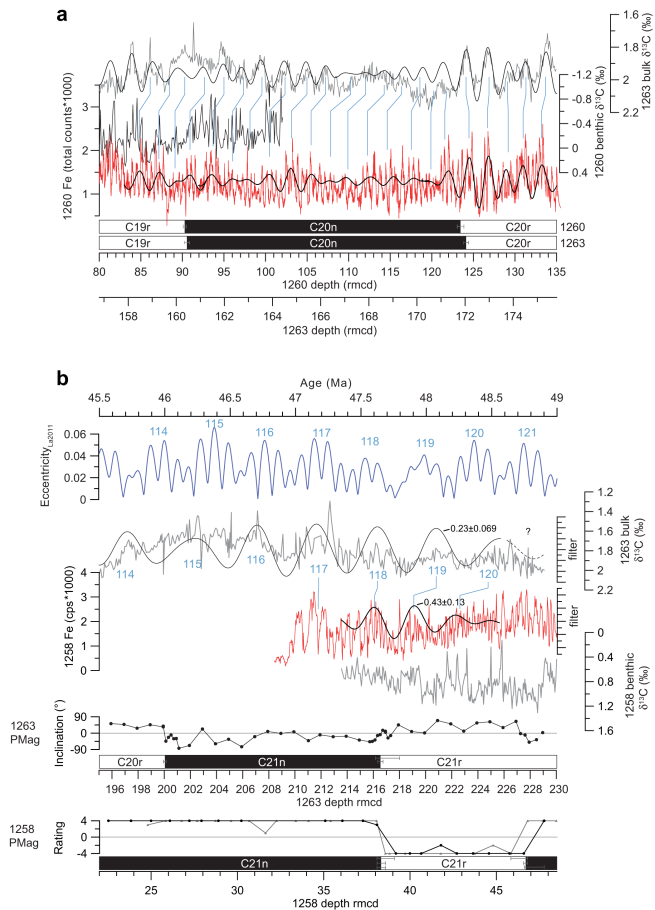 a
1.6
1.8
2
2.2
1263 bulk δ¹³C (‰)
-1.2
-0.8
-0.4
0
0.4
1260 benthic δ¹³C (‰)
3
2
1
1260 Fe (total counts*1000)
C19r C20n C20r 1260
C19r C20n C20r 1263
80 85 90 95 100 105 110 115 120 125 130 135
1260 depth (rmcd)
158 160 162 164 166 168 170 172 174
1263 depth (rmcd)
b
Age (Ma)
45.5 46 46.5 47 47.5 48 48.5 49
0.06
0.04
0.02
0
Eccentricity La2011
114 115 116 117 118 119 120 121
1.2
1.4
1.6
1.8
2
2.2
filter
1263 bulk
δ¹³C (‰)
0.23±0.069
?
114 115 116 117 118 119 120
0.43±0.13
4
3
2
1
0
1258 Fe (cps*1000)
filter
0
0.4
0.8
1.2
1.6
1258 benthic
δ¹³C (‰)
1263
PMag
Inclination (°)
90
0
-90
C20r C21n C21r
196 198 200 202 204 206 208 210 212 214 216 218 220 222 224 226 228 230
1263 depth rmcd
1258
PMag
Rating
4
0
-4
C21n C21r
25 30 35 40 45
1258 depth rmcd